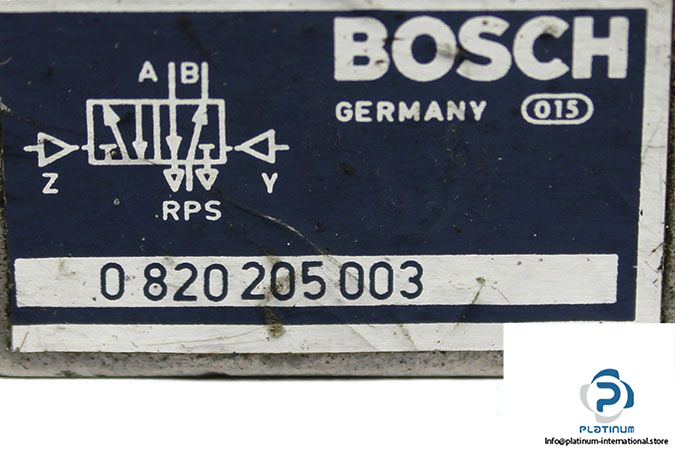 BOSCH
A B
GERMANY 015
Z Y
RPS
0 820 205 003
P
PLATINUM
Info@platinum-international.store